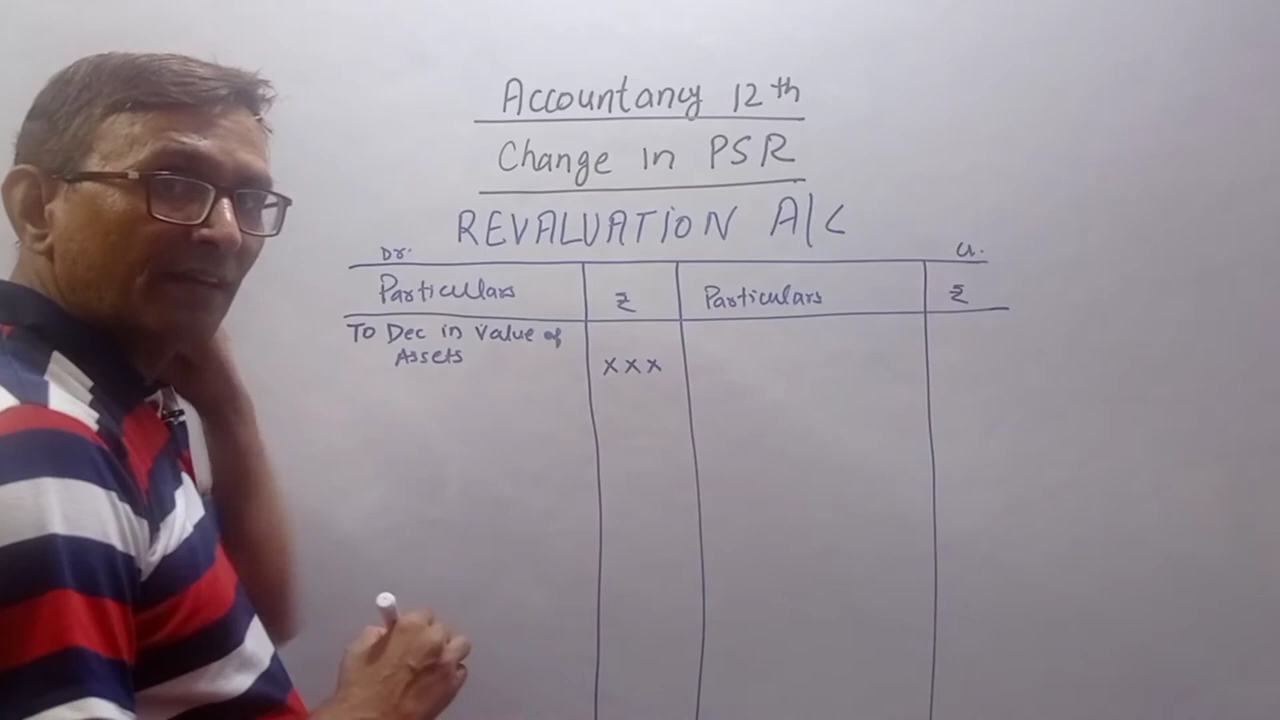 Accountancy 12th
Change in PSR
REVALUATION A/C
Dr. Cr.
Particulars ₹ Particulars ₹
To Dec in Value of
Assets
xxx